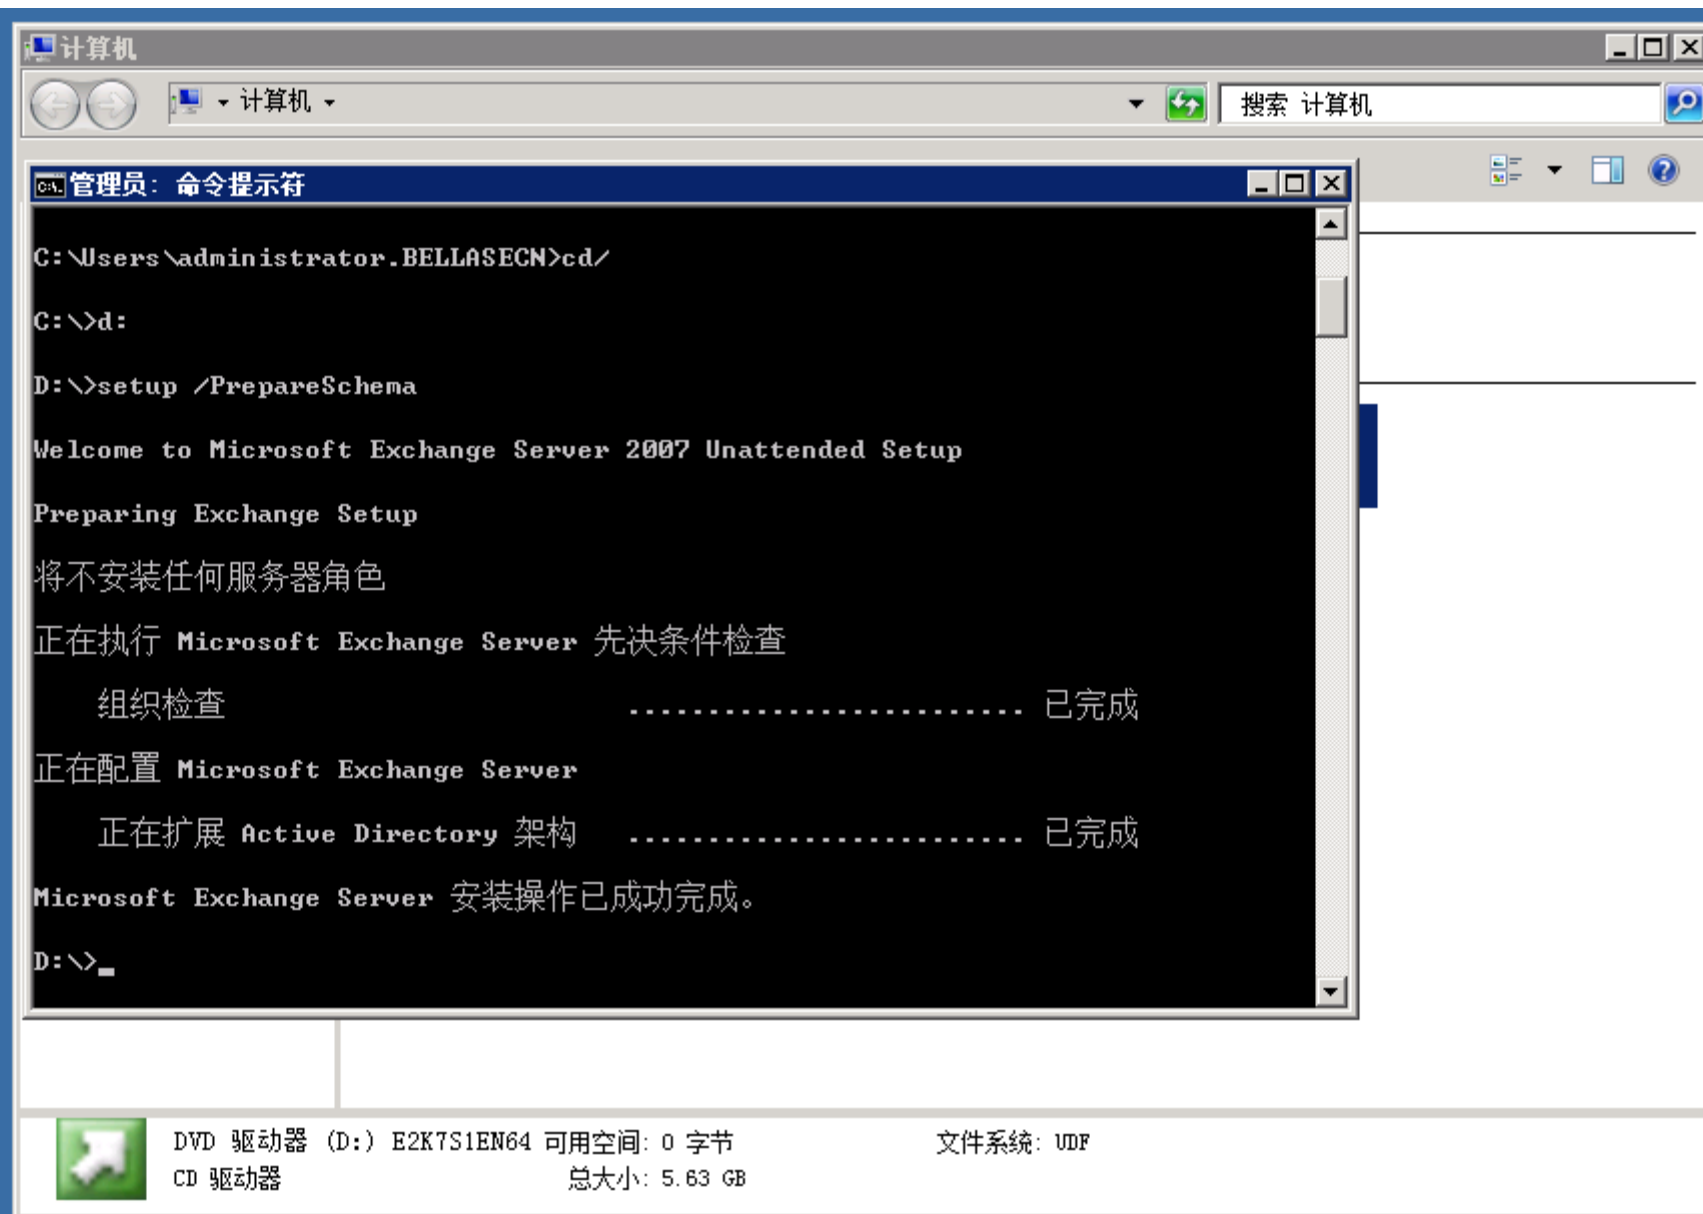 计算机
计算机
搜索 计算机
管理员: 命令提示符
C:\Users\administrator.BELLASECN>cd/
C:\>d:
D:\>setup /PrepareSchema
Welcome to Microsoft Exchange Server 2007 Unattended Setup
Preparing Exchange Setup
将不安装任何服务器角色
正在执行 Microsoft Exchange Server 先决条件检查
组织检查 ......................... 已完成
正在配置 Microsoft Exchange Server
正在扩展 Active Directory 架构 ......................... 已完成
Microsoft Exchange Server 安装操作已成功完成。
D:\>_
DVD 驱动器 (D:) E2K7S1EN64 可用空间: 0 字节 文件系统: UDF
CD 驱动器 总大小: 5.63 GB